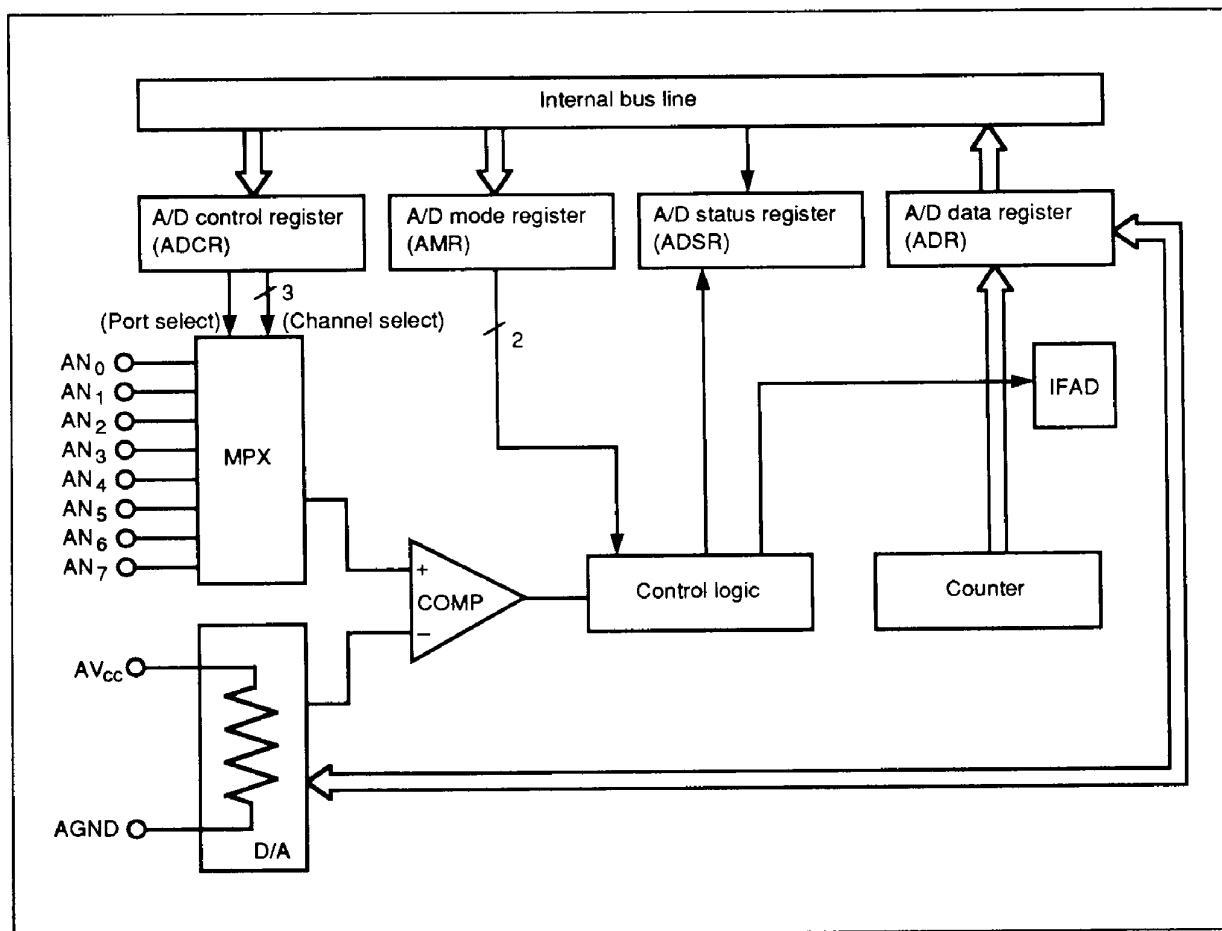 Internal bus line
A/D control register
(ADCR)
A/D mode register
(AMR)
A/D status register
(ADSR)
A/D data register
(ADR)
3
(Port select)
(Channel select)
2
AN0
AN1
AN2
AN3
AN4
AN5
AN6
AN7
MPX
IFAD
+
COMP
−
Control logic
Counter
AVcc
AGND
D/A